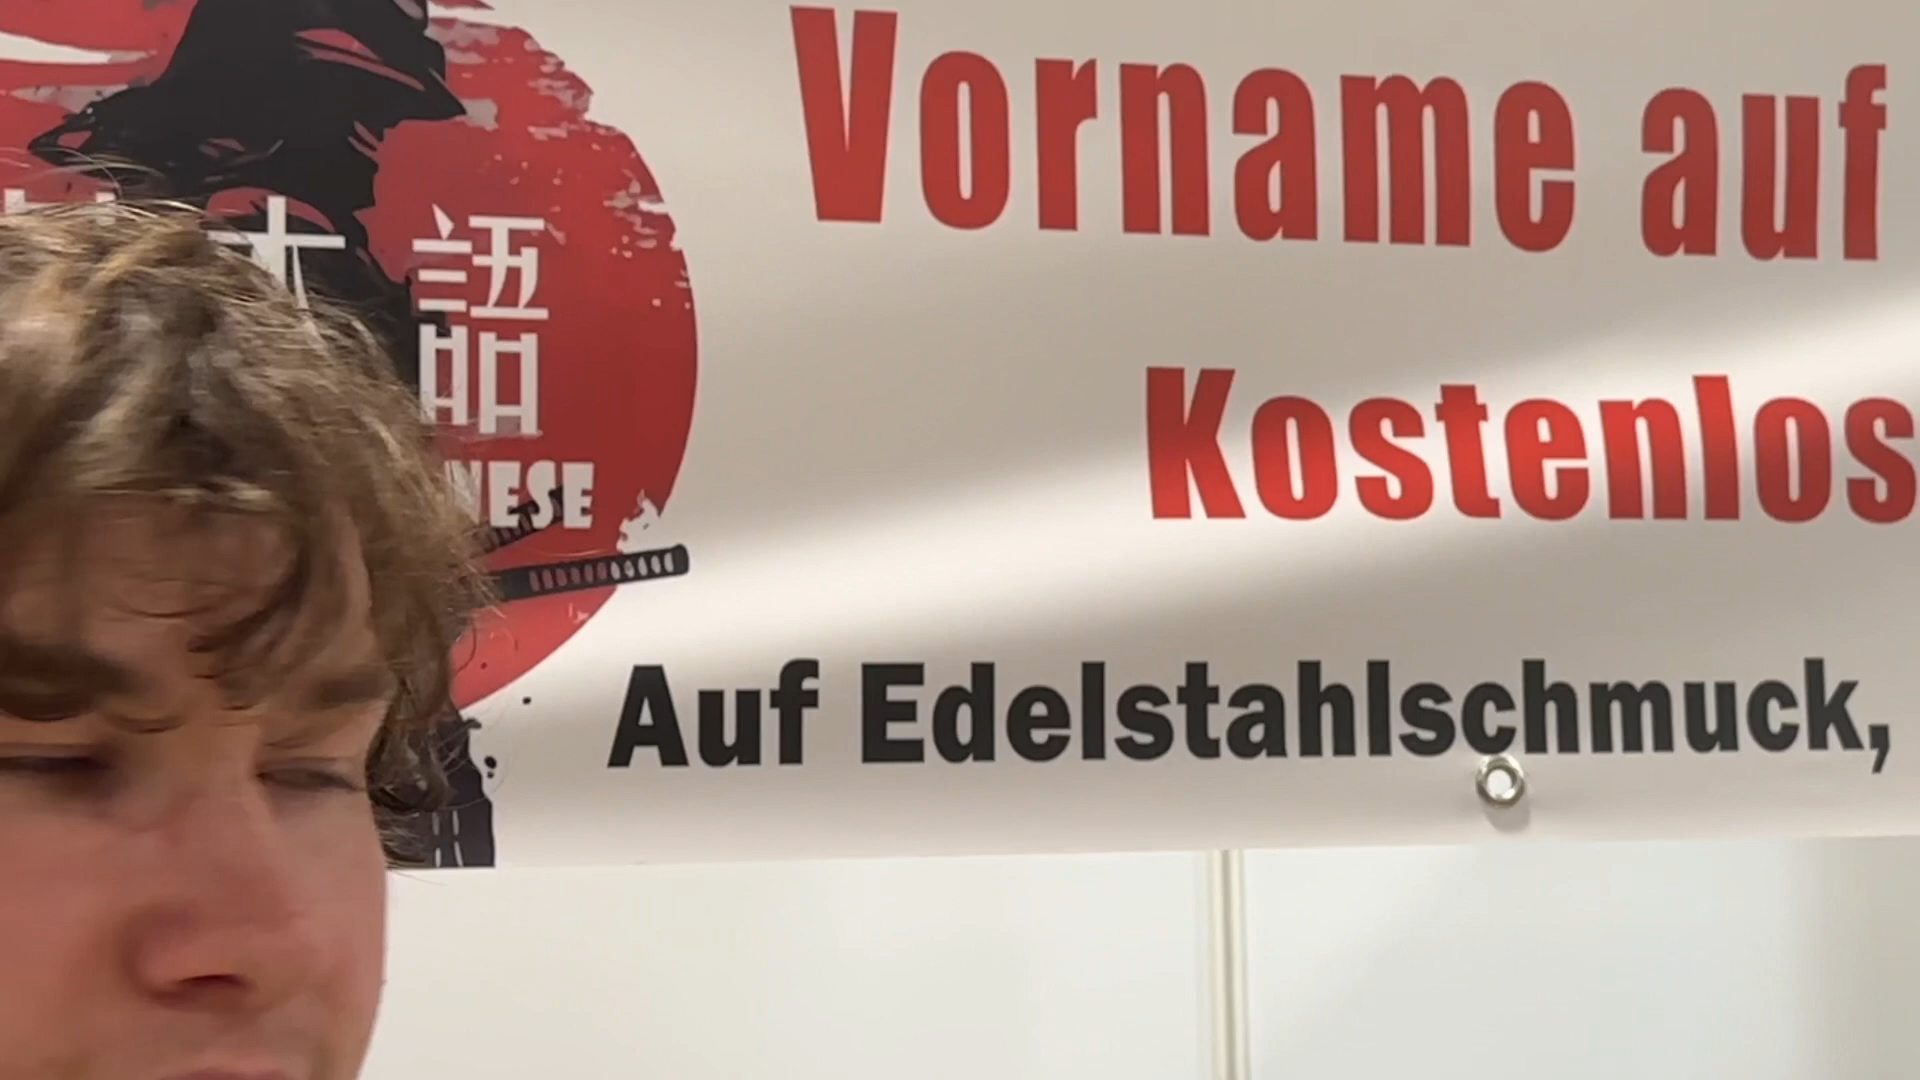 Vorname auf
Kostenlos
Auf Edelstahlschmuck,
語